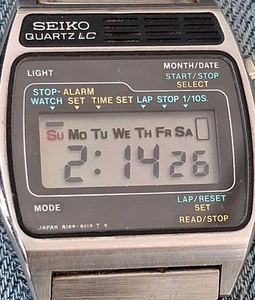 SEIKO
QUARTZ LC
LIGHT
MONTH/DATE
START/STOP
SELECT
STOP- ALARM
WATCH SET TIME SET LAP STOP 1/10S.
Su Mo Tu We Th Fr Sa
2:14 26
MODE
LAP/RESET
SET
READ/STOP
JAPAN